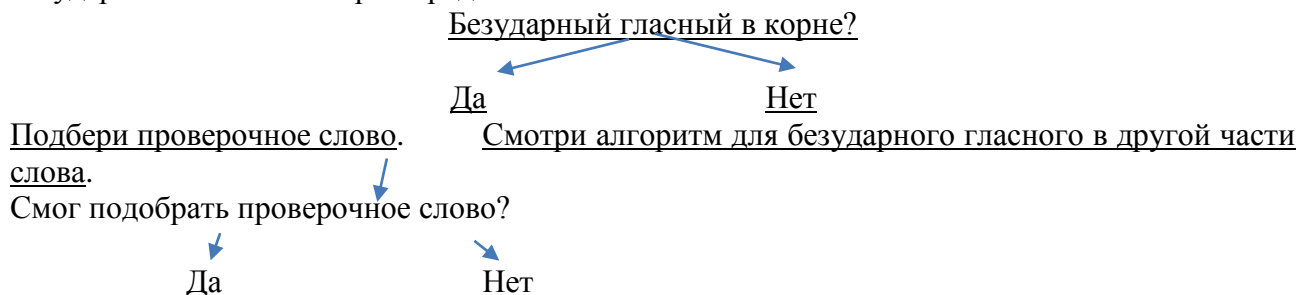 Безударный гласный в корне?
Да Нет
Подбери проверочное слово. Смотри алгоритм для безударного гласного в другой части
слова.
Смог подобрать проверочное слово?
Да Нет